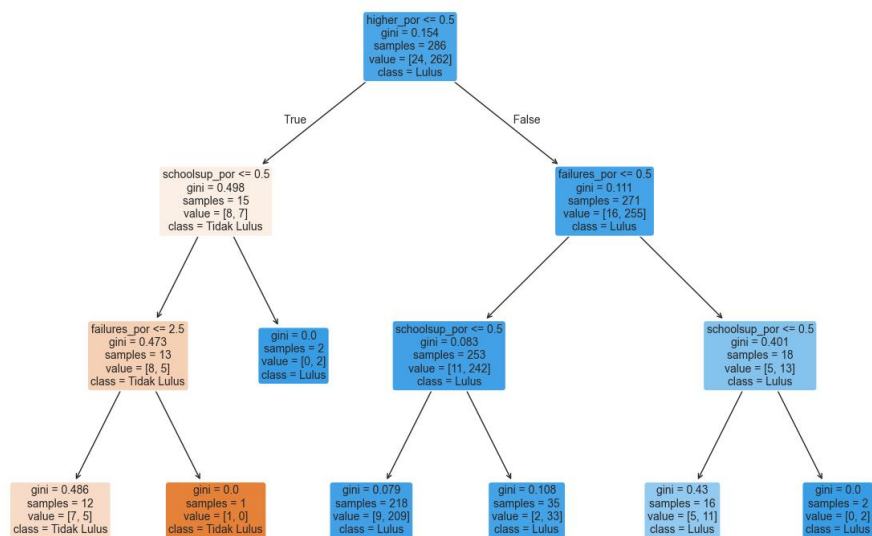 higher_por <= 0.5
gini = 0.154
samples = 286
value = [24, 262]
class = Lulus
True
False
schoolsup_por <= 0.5
gini = 0.498
samples = 15
value = [8, 7]
class = Tidak Lulus
failures_por <= 0.5
gini = 0.111
samples = 271
value = [16, 255]
class = Lulus
failures_por <= 2.5
gini = 0.473
samples = 13
value = [8, 5]
class = Tidak Lulus
gini = 0.0
samples = 2
value = [0, 2]
class = Lulus
schoolsup_por <= 0.5
gini = 0.083
samples = 253
value = [11, 242]
class = Lulus
schoolsup_por <= 0.5
gini = 0.401
samples = 18
value = [5, 13]
class = Lulus
gini = 0.486
samples = 12
value = [7, 5]
class = Tidak Lulus
gini = 0.0
samples = 1
value = [1, 0]
class = Tidak Lulus
gini = 0.079
samples = 218
value = [9, 209]
class = Lulus
gini = 0.108
samples = 35
value = [2, 33]
class = Lulus
gini = 0.43
samples = 16
value = [5, 11]
class = Lulus
gini = 0.0
samples = 2
value = [0, 2]
class = Lulus